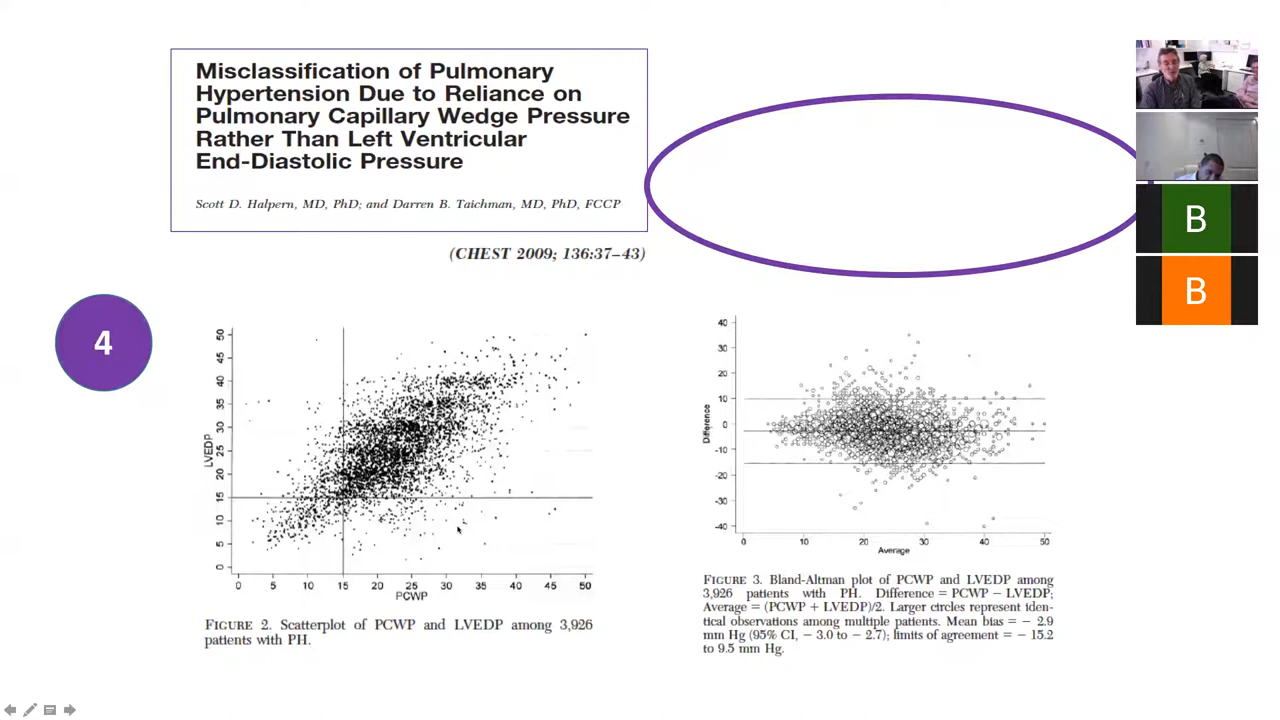 Misclassification of Pulmonary
Hypertension Due to Reliance on
Pulmonary Capillary Wedge Pressure
Rather Than Left Ventricular
End-Diastolic Pressure
Scott D. Halpern, MD, PhD; and Darren B. Taichman, MD, PhD, FCCP
(CHEST 2009; 136:37–43)
B
B
4
50
45
40
35
30
25
20
15
10
5
0
LVEDP
0 5 10 15 20 25 30 35 40 45 50
PCWP
FIGURE 2. Scatterplot of PCWP and LVEDP among 3,926
patients with PH.
40
30
20
10
0
-10
-20
-30
-40
Difference
0 10 20 30 40 50
Average
FIGURE 3. Bland-Altman plot of PCWP and LVEDP among
3,926 patients with PH. Difference = PCWP – LVEDP;
Average = (PCWP + LVEDP)/2. Larger circles represent iden-
tical observations among multiple patients. Mean bias = – 2.9
mm Hg (95% CI, – 3.0 to – 2.7); limits of agreement = – 15.2
to 9.5 mm Hg.